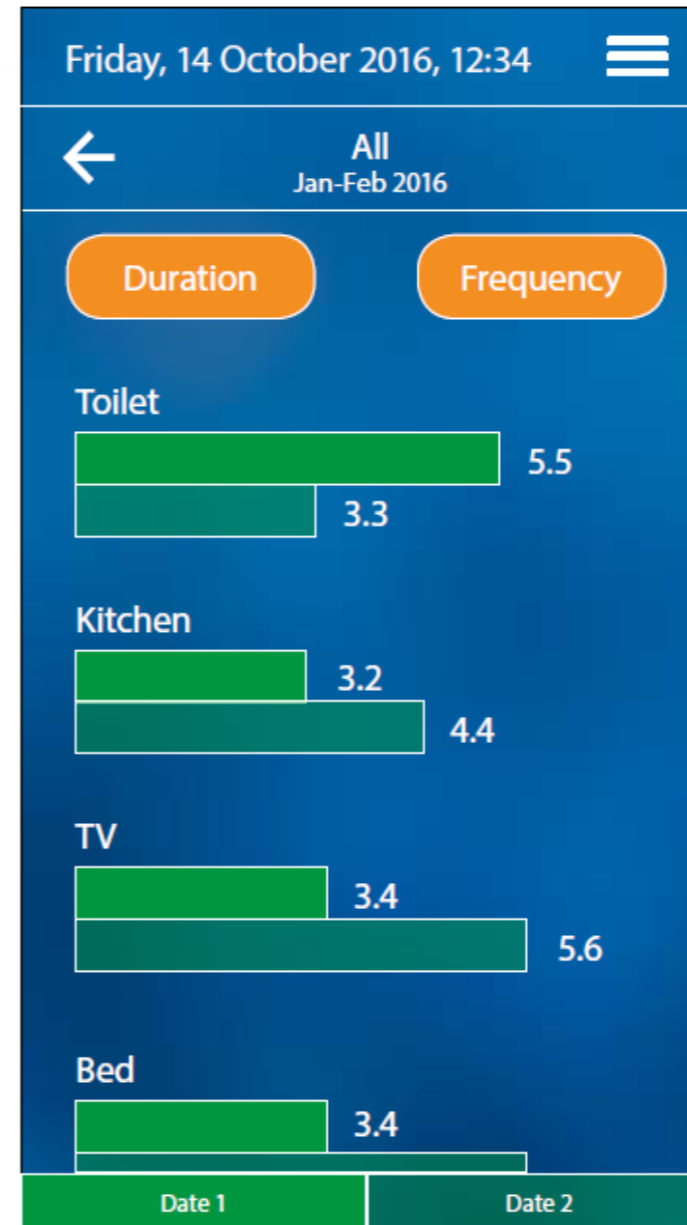 Friday, 14 October 2016, 12:34
All
Jan-Feb 2016
Duration Frequency
Toilet
5.5
3.3
Kitchen
3.2
4.4
TV
3.4
5.6
Bed
3.4
Date 1 Date 2